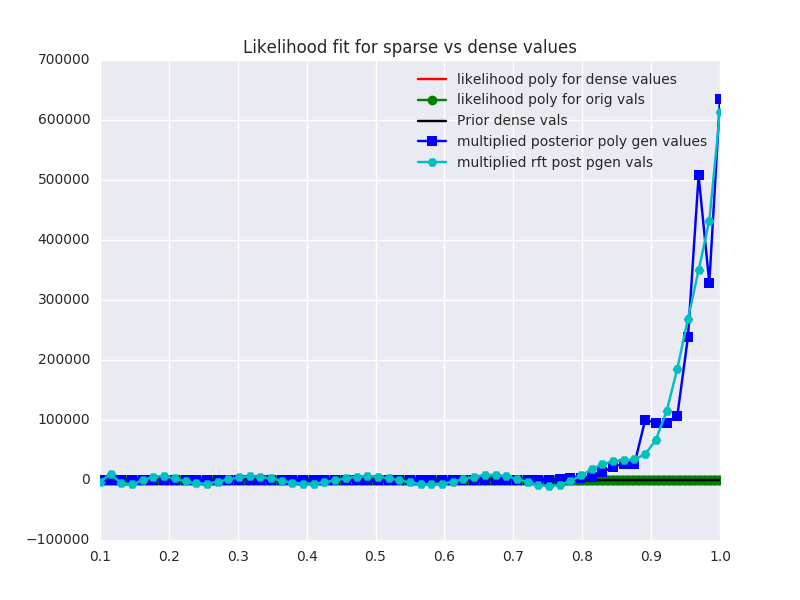 Likelihood fit for sparse vs dense values
700000
600000
500000
400000
300000
200000
100000
0
−100000
likelihood poly for dense values
likelihood poly for orig vals
Prior dense vals
multiplied posterior poly gen values
multiplied rft post pgen vals
0.1 0.2 0.3 0.4 0.5 0.6 0.7 0.8 0.9 1.0